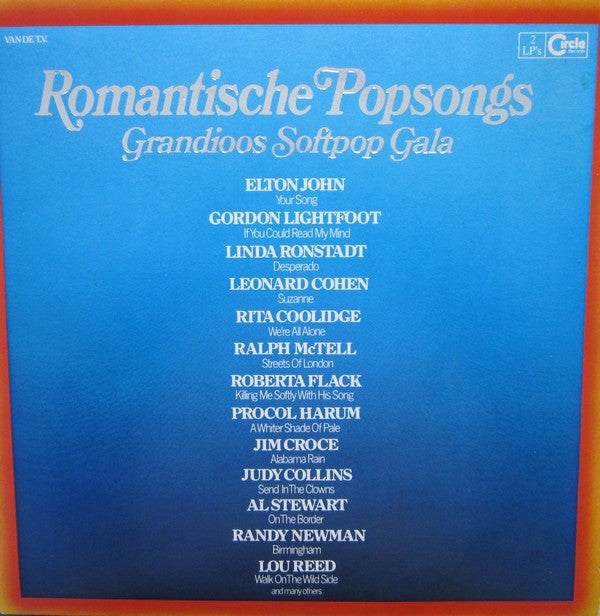 VAN DE T.V.
2
LP's
Circle
Romantische Popsongs
Grandioos Softpop Gala
ELTON JOHN
Your Song
GORDON LIGHTFOOT
If You Could Read My Mind
LINDA RONSTADT
Desperado
LEONARD COHEN
Suzanne
RITA COOLIDGE
We're All Alone
RALPH McTELL
Streets Of London
ROBERTA FLACK
Killing Me Softly With His Song
PROCOL HARUM
A Whiter Shade Of Pale
JIM CROCE
Alabama Rain
JUDY COLLINS
Send In The Clowns
AL STEWART
On The Border
RANDY NEWMAN
Birmingham
LOU REED
Walk On The Wild Side
and many others